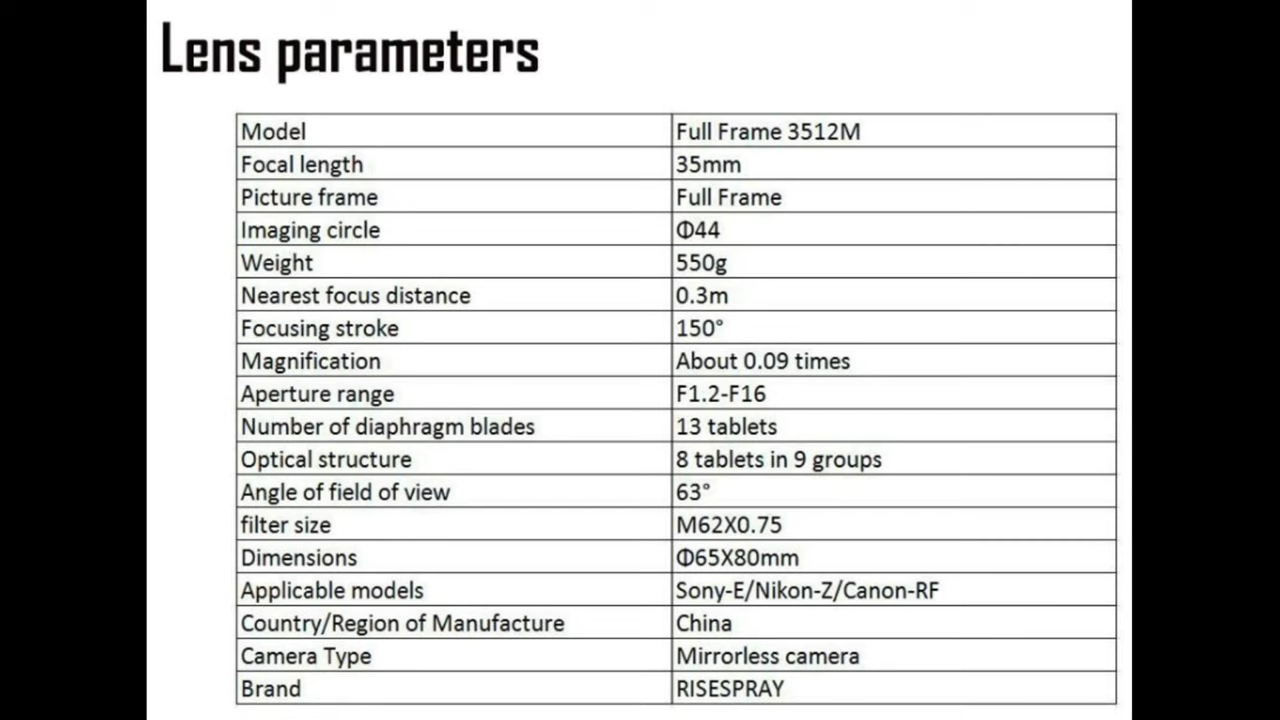 Lens parameters
Model Full Frame 3512M
Focal length 35mm
Picture frame Full Frame
Imaging circle Φ44
Weight 550g
Nearest focus distance 0.3m
Focusing stroke 150°
Magnification About 0.09 times
Aperture range F1.2-F16
Number of diaphragm blades 13 tablets
Optical structure 8 tablets in 9 groups
Angle of field of view 63°
filter size M62X0.75
Dimensions Φ65X80mm
Applicable models Sony-E/Nikon-Z/Canon-RF
Country/Region of Manufacture China
Camera Type Mirrorless camera
Brand RISESPRAY